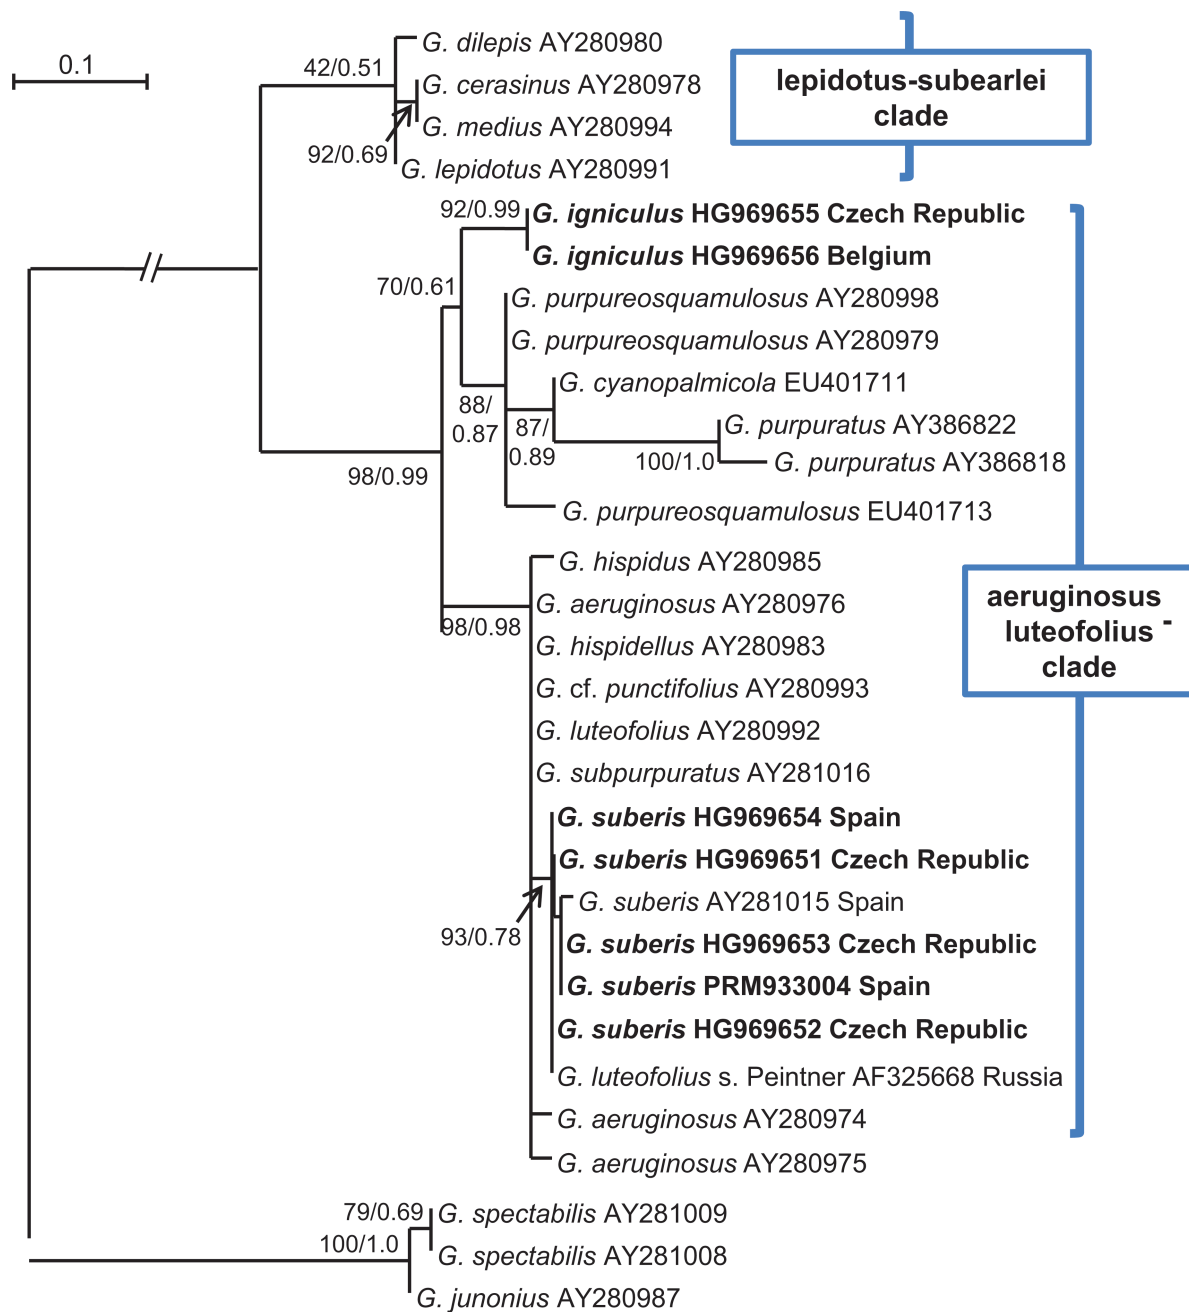 0.1
42/0.51
G. dilepis AY280980
G. cerasinus AY280978
G. medius AY280994
92/0.69
G. lepidotus AY280991
lepidotus-subearlei
clade
92/0.99
G. igniculus HG969655 Czech Republic
G. igniculus HG969656 Belgium
70/0.61
G. purpureosquamulosus AY280998
G. purpureosquamulosus AY280979
G. cyanopalmicola EU401711
88/
0.87
87/
0.89
G. purpuratus AY386822
100/1.0
G. purpuratus AY386818
98/0.99
G. purpureosquamulosus EU401713
G. hispidus AY280985
G. aeruginosus AY280976
98/0.98
G. hispidellus AY280983
G. cf. punctifolius AY280993
G. luteofolius AY280992
G. subpurpuratus AY281016
aeruginosus
luteofolius -
clade
G. suberis HG969654 Spain
G. suberis HG969651 Czech Republic
G. suberis AY281015 Spain
93/0.78
G. suberis HG969653 Czech Republic
G. suberis PRM933004 Spain
G. suberis HG969652 Czech Republic
G. luteofolius s. Peintner AF325668 Russia
G. aeruginosus AY280974
G. aeruginosus AY280975
79/0.69
G. spectabilis AY281009
100/1.0
G. spectabilis AY281008
G. junonius AY280987